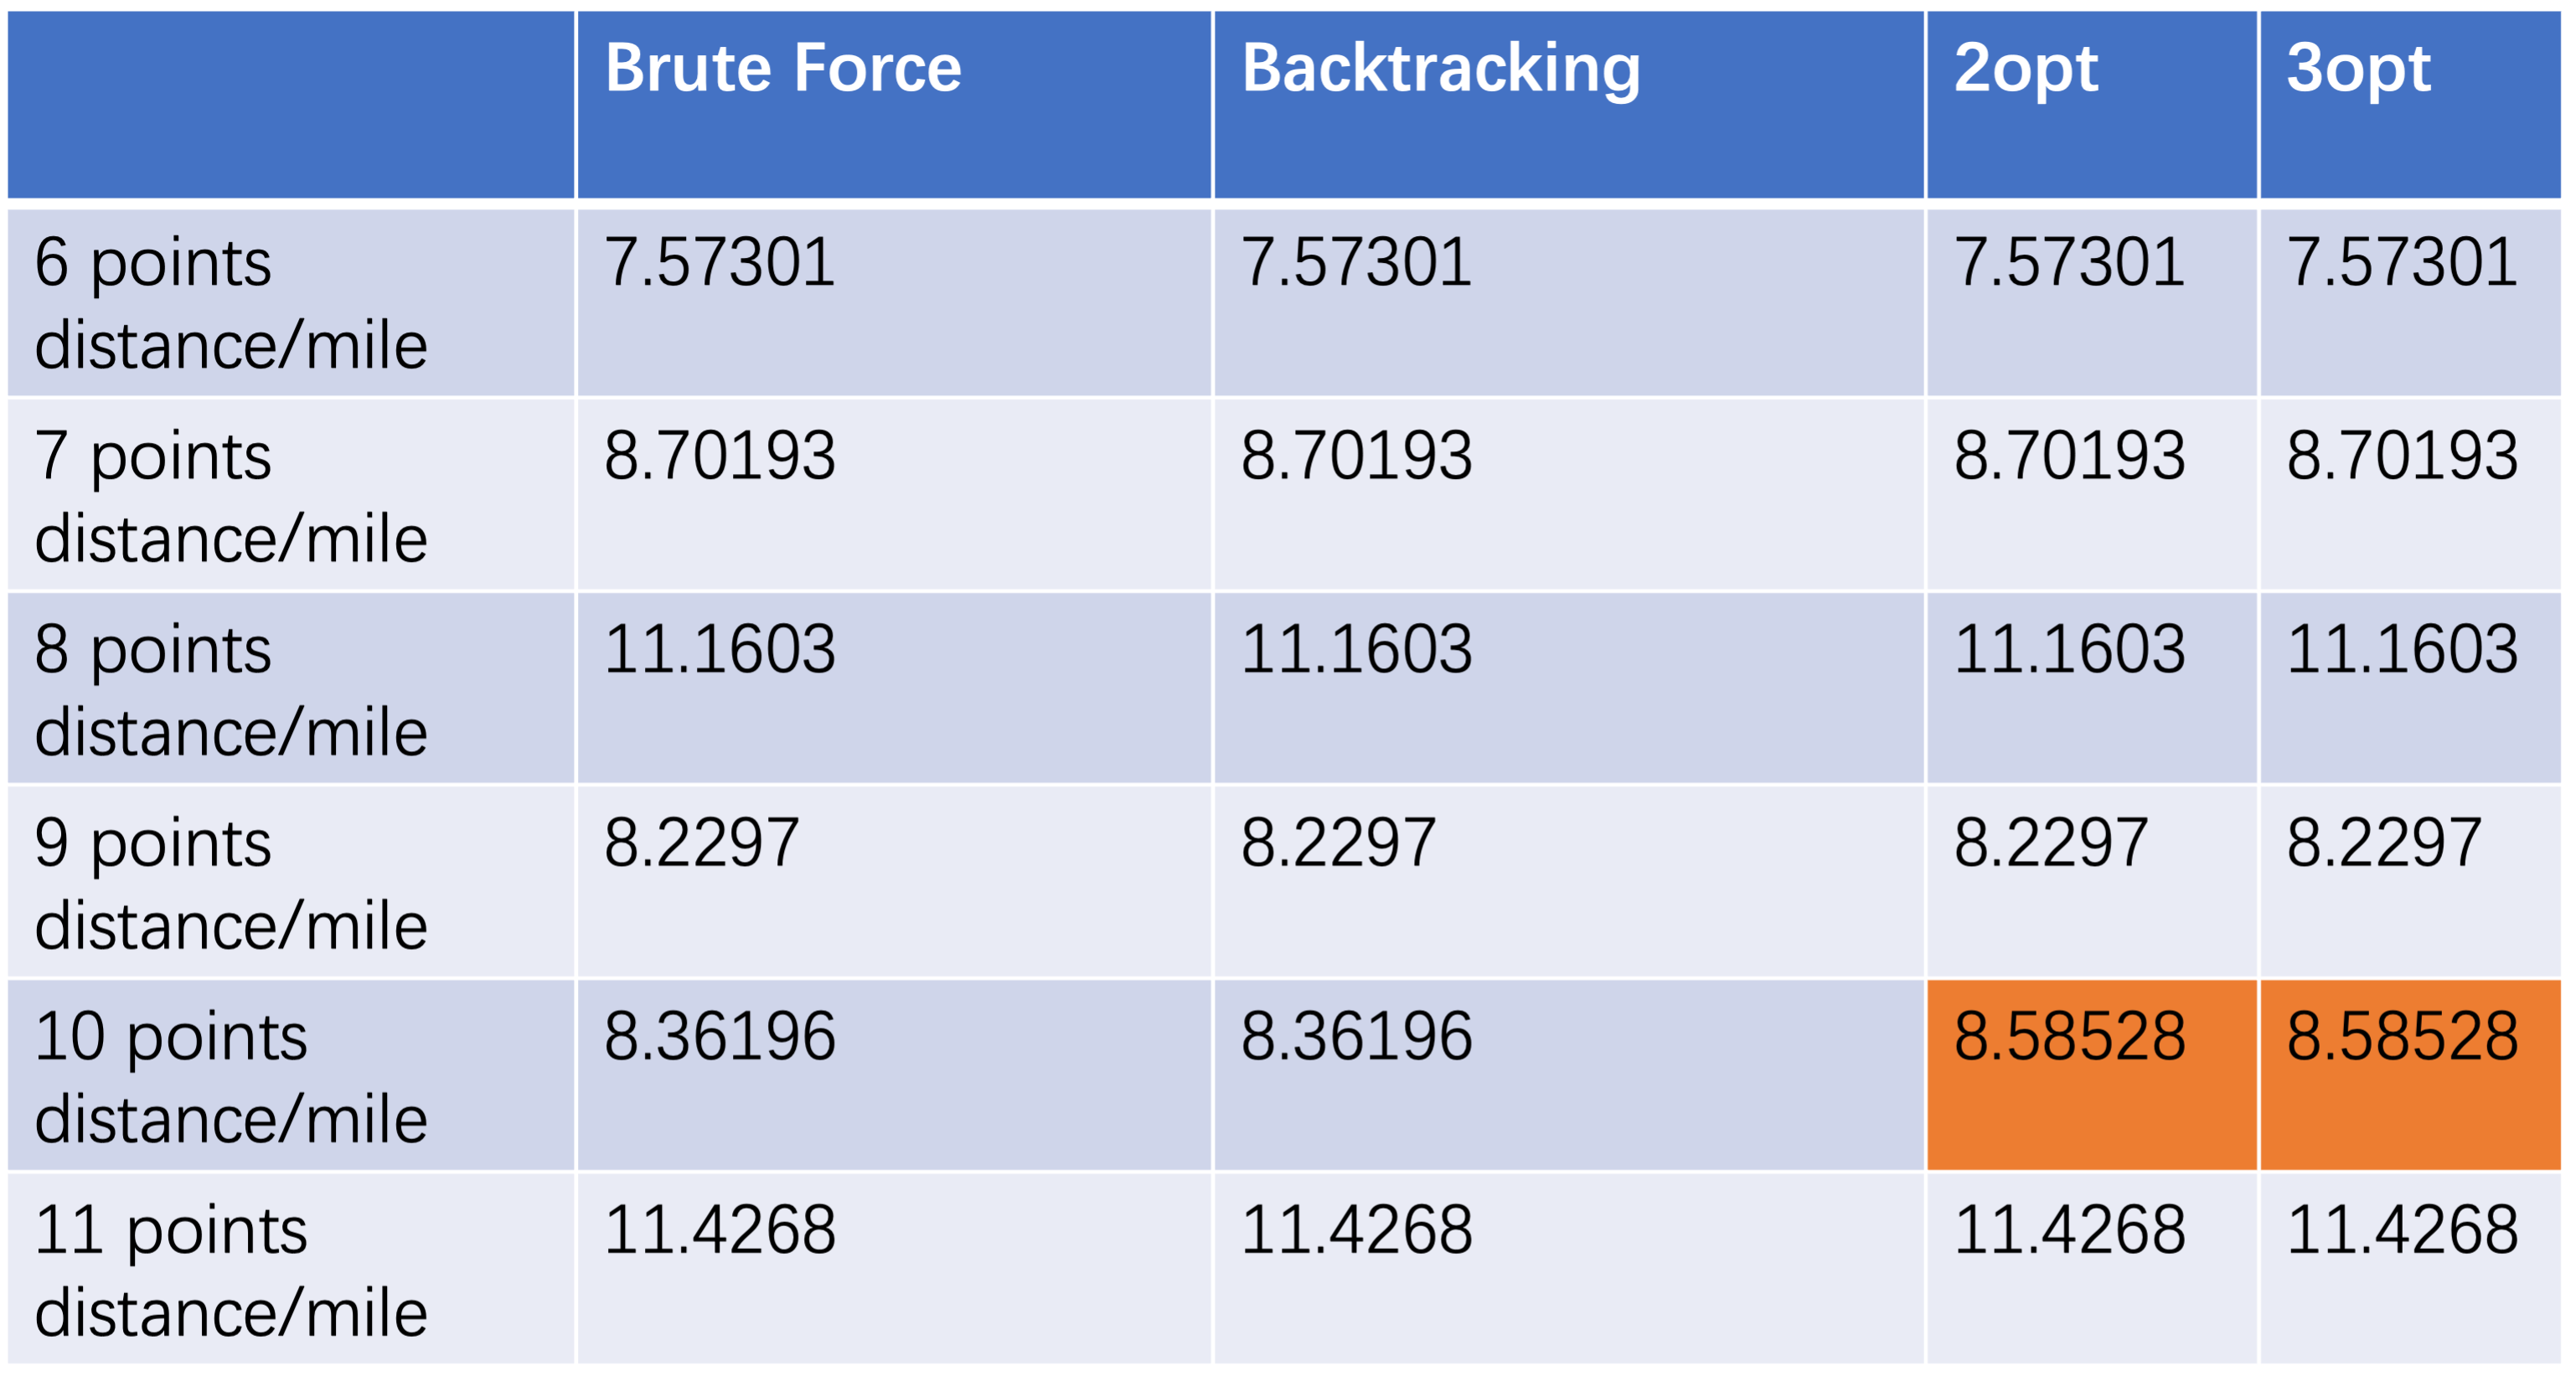 Brute Force Backtracking 2opt 3opt
6 points 7.57301 7.57301 7.57301 7.57301
distance/mile
7 points 8.70193 8.70193 8.70193 8.70193
distance/mile
8 points 11.1603 11.1603 11.1603 11.1603
distance/mile
9 points 8.2297 8.2297 8.2297 8.2297
distance/mile
10 points 8.36196 8.36196 8.58528 8.58528
distance/mile
11 points 11.4268 11.4268 11.4268 11.4268
distance/mile